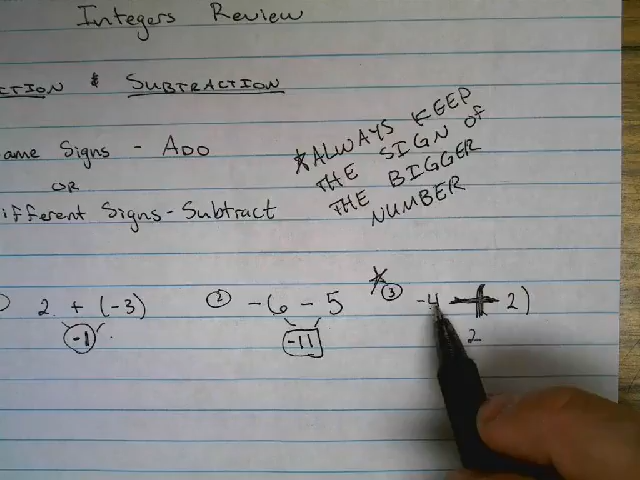 Integers Review
ITION & SUBTRACTION
ame Signs - ADD
OR
ifferent Signs - Subtract
*ALWAYS KEEP
THE SIGN OF
THE BIGGER
NUMBER
2 + (-3)
-1
② -6 - 5
-11
*③ -4 + 2)
2